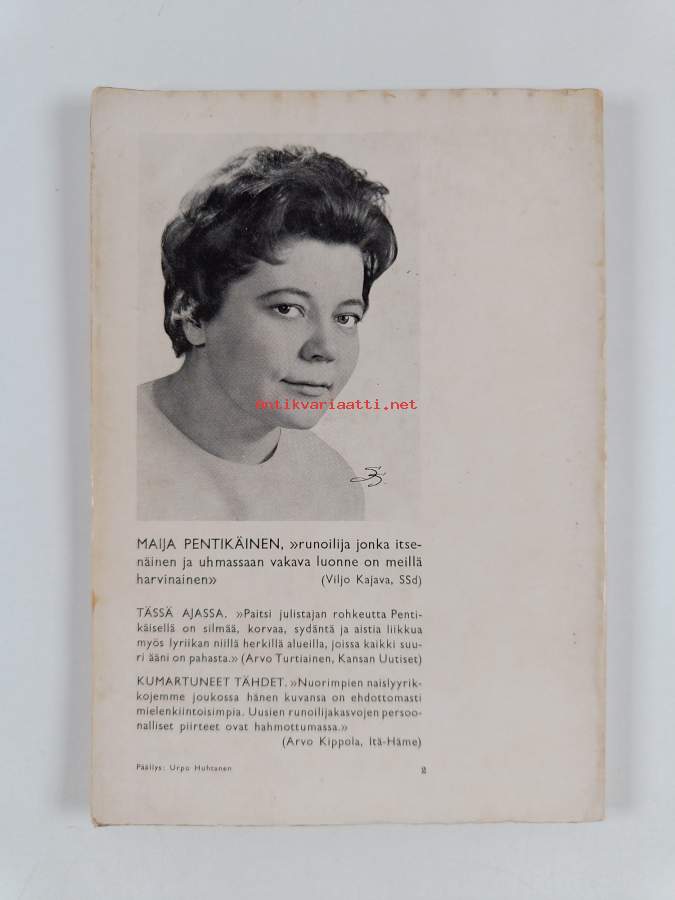 antikvariaatti.net
MAIJA PENTIKÄINEN, »runoilija jonka itse-
näinen ja uhmassaan vakava luonne on meillä
harvinainen» (Viljo Kajava, SSd)
TÄSSÄ AJASSA. »Paitsi julistajan rohkeutta Penti-
käisellä on silmää, korvaa, sydäntä ja aistia liikkua
myös lyriikan niillä herkillä alueilla, joissa kaikki suu-
ri ääni on pahasta.» (Arvo Turtiainen, Kansan Uutiset)
KUMARTUNEET TÄHDET. »Nuorimpien naislyyrik-
kojemme joukossa hänen kuvansa on ehdottomasti
mielenkiintoisimpia. Uusien runoilijakasvojen persoo-
nalliset piirteet ovat hahmottumassa.»
(Arvo Kippola, Itä-Häme)
Päällys: Urpo Huhtanen